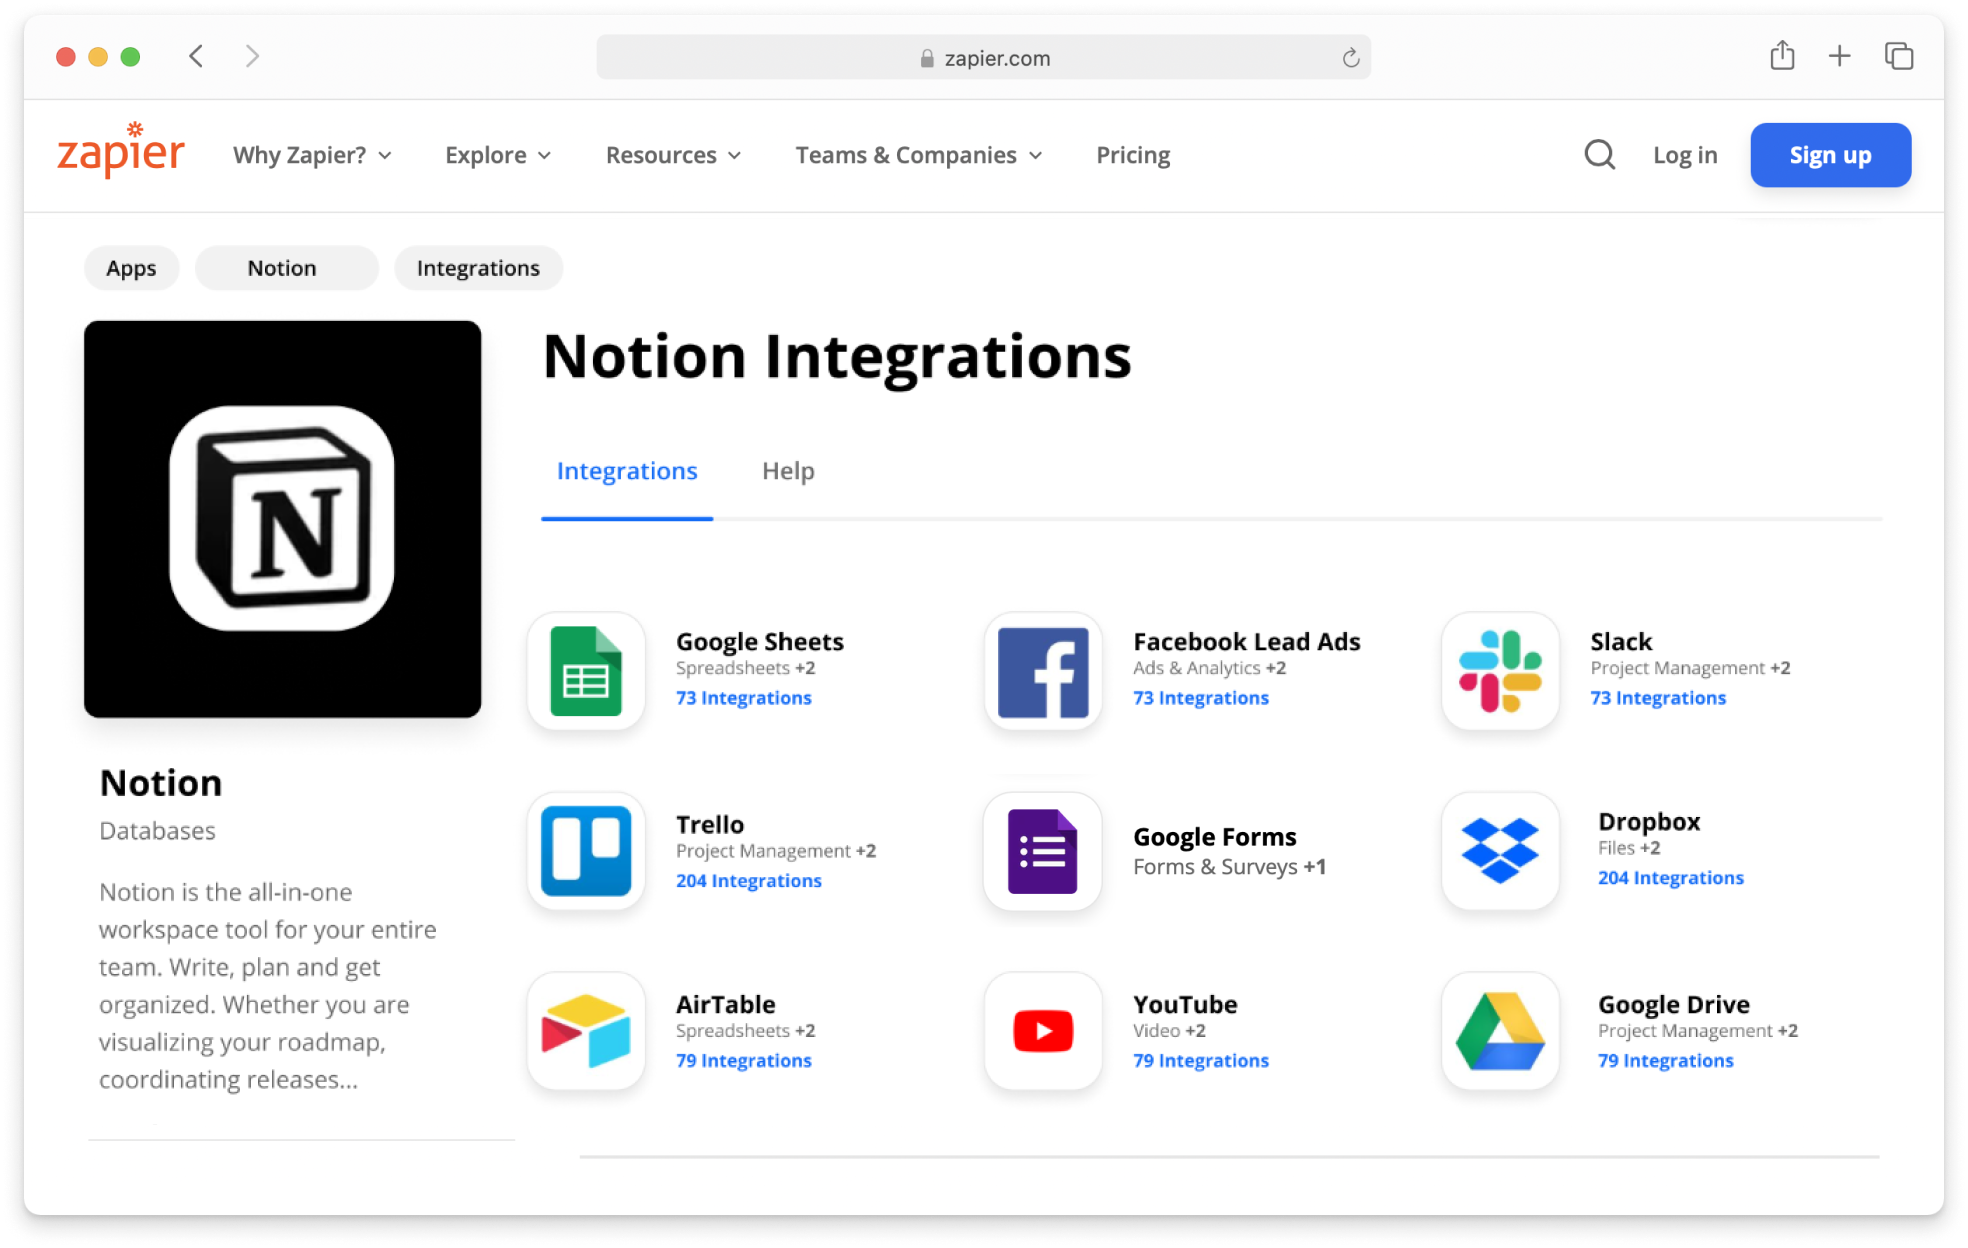 zapier.com
zapier
Why Zapier?
Explore
Resources
Teams & Companies
Pricing
Log in
Sign up
Apps
Notion
Integrations
Notion Integrations
Integrations
Help
N
Notion
Databases
Notion is the all-in-one
workspace tool for your entire
team. Write, plan and get
organized. Whether you are
visualizing your roadmap,
coordinating releases...
Google Sheets
Spreadsheets +2
73 Integrations
Facebook Lead Ads
Ads & Analytics +2
73 Integrations
Slack
Project Management +2
73 Integrations
Trello
Project Management +2
204 Integrations
Google Forms
Forms & Surveys +1
Dropbox
Files +2
204 Integrations
AirTable
Spreadsheets +2
79 Integrations
YouTube
Video +2
79 Integrations
Google Drive
Project Management +2
79 Integrations